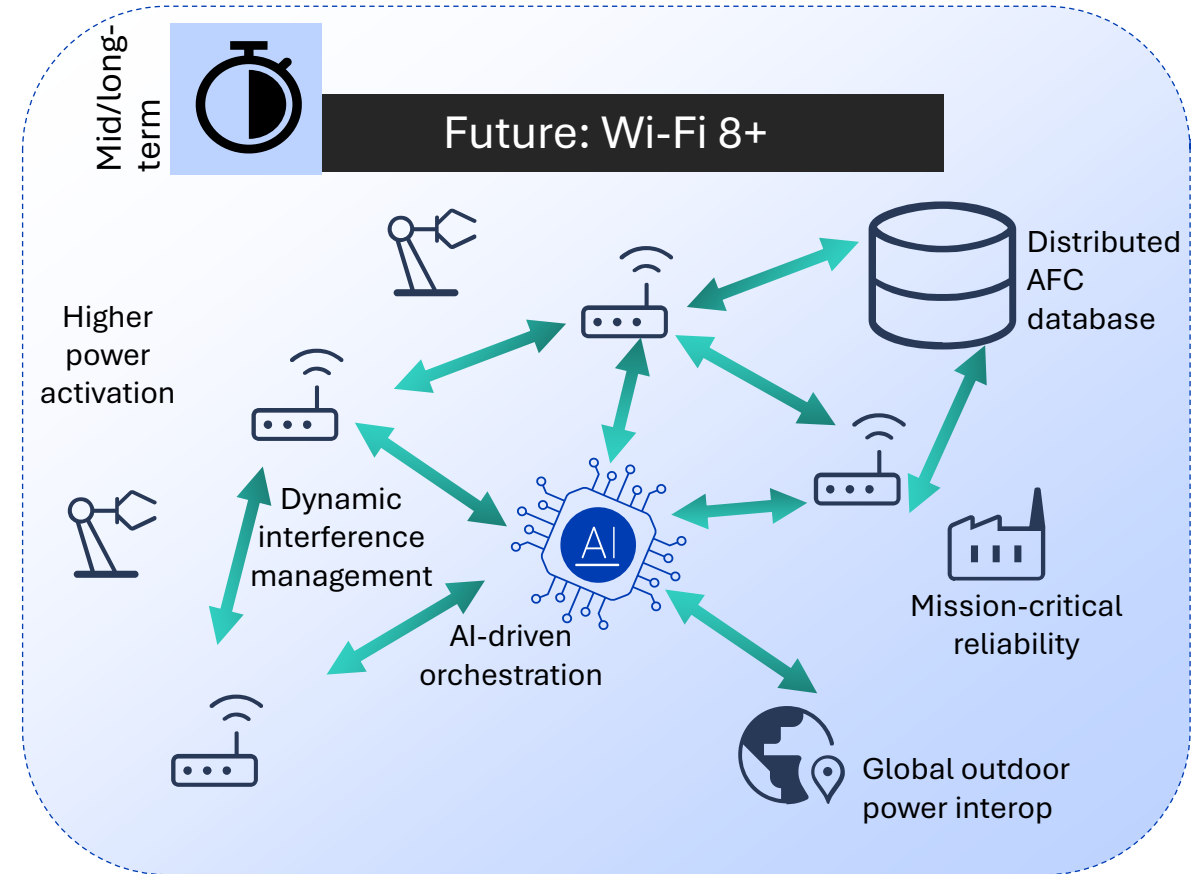 Mid/long-
term
Future: Wi-Fi 8+
Distributed
AFC
database
Higher
power
activation
Dynamic
interference
management
AI
AI-driven
orchestration
Mission-critical
reliability
Global outdoor
power interop